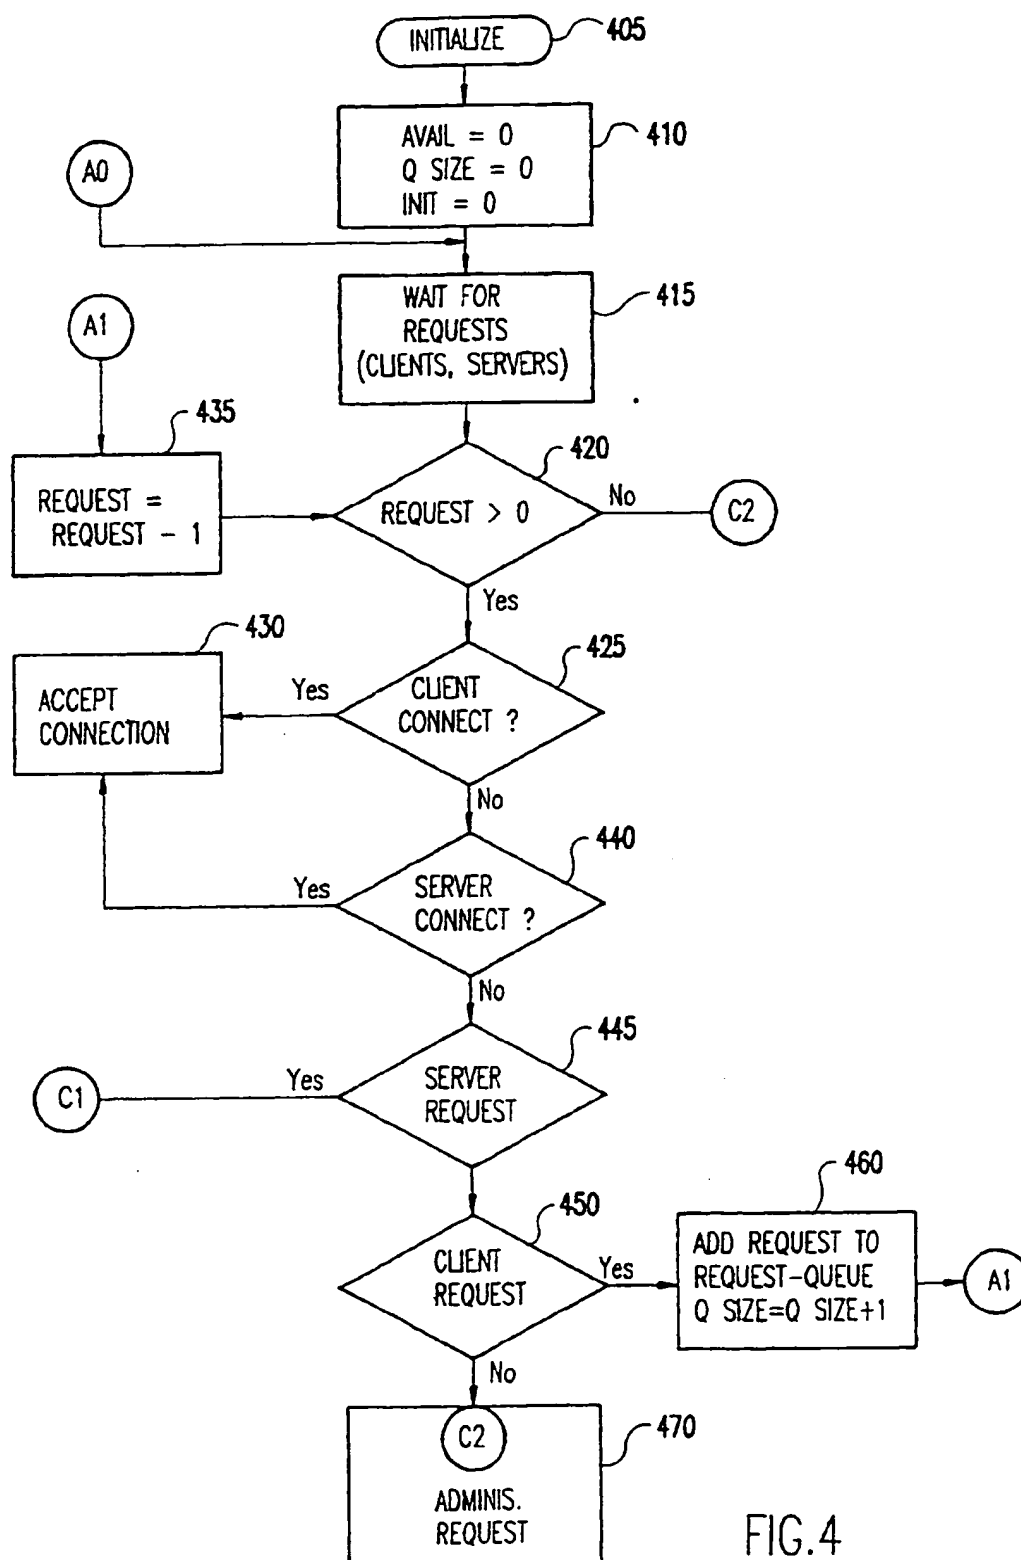 INITIALIZE
405
AVAIL = 0
Q SIZE = 0
INIT = 0
410
A0
WAIT FOR
REQUESTS
(CLIENTS, SERVERS)
415
A1
435
REQUEST =
REQUEST - 1
420
REQUEST > 0
No
C2
Yes
430
ACCEPT
CONNECTION
Yes
425
CLIENT
CONNECT ?
No
440
Yes
SERVER
CONNECT ?
No
445
C1
Yes
SERVER
REQUEST
450
CLIENT
REQUEST
Yes
460
ADD REQUEST TO
REQUEST-QUEUE
Q SIZE=Q SIZE+1
A1
No
C2
470
ADMINIS.
REQUEST
FIG.4